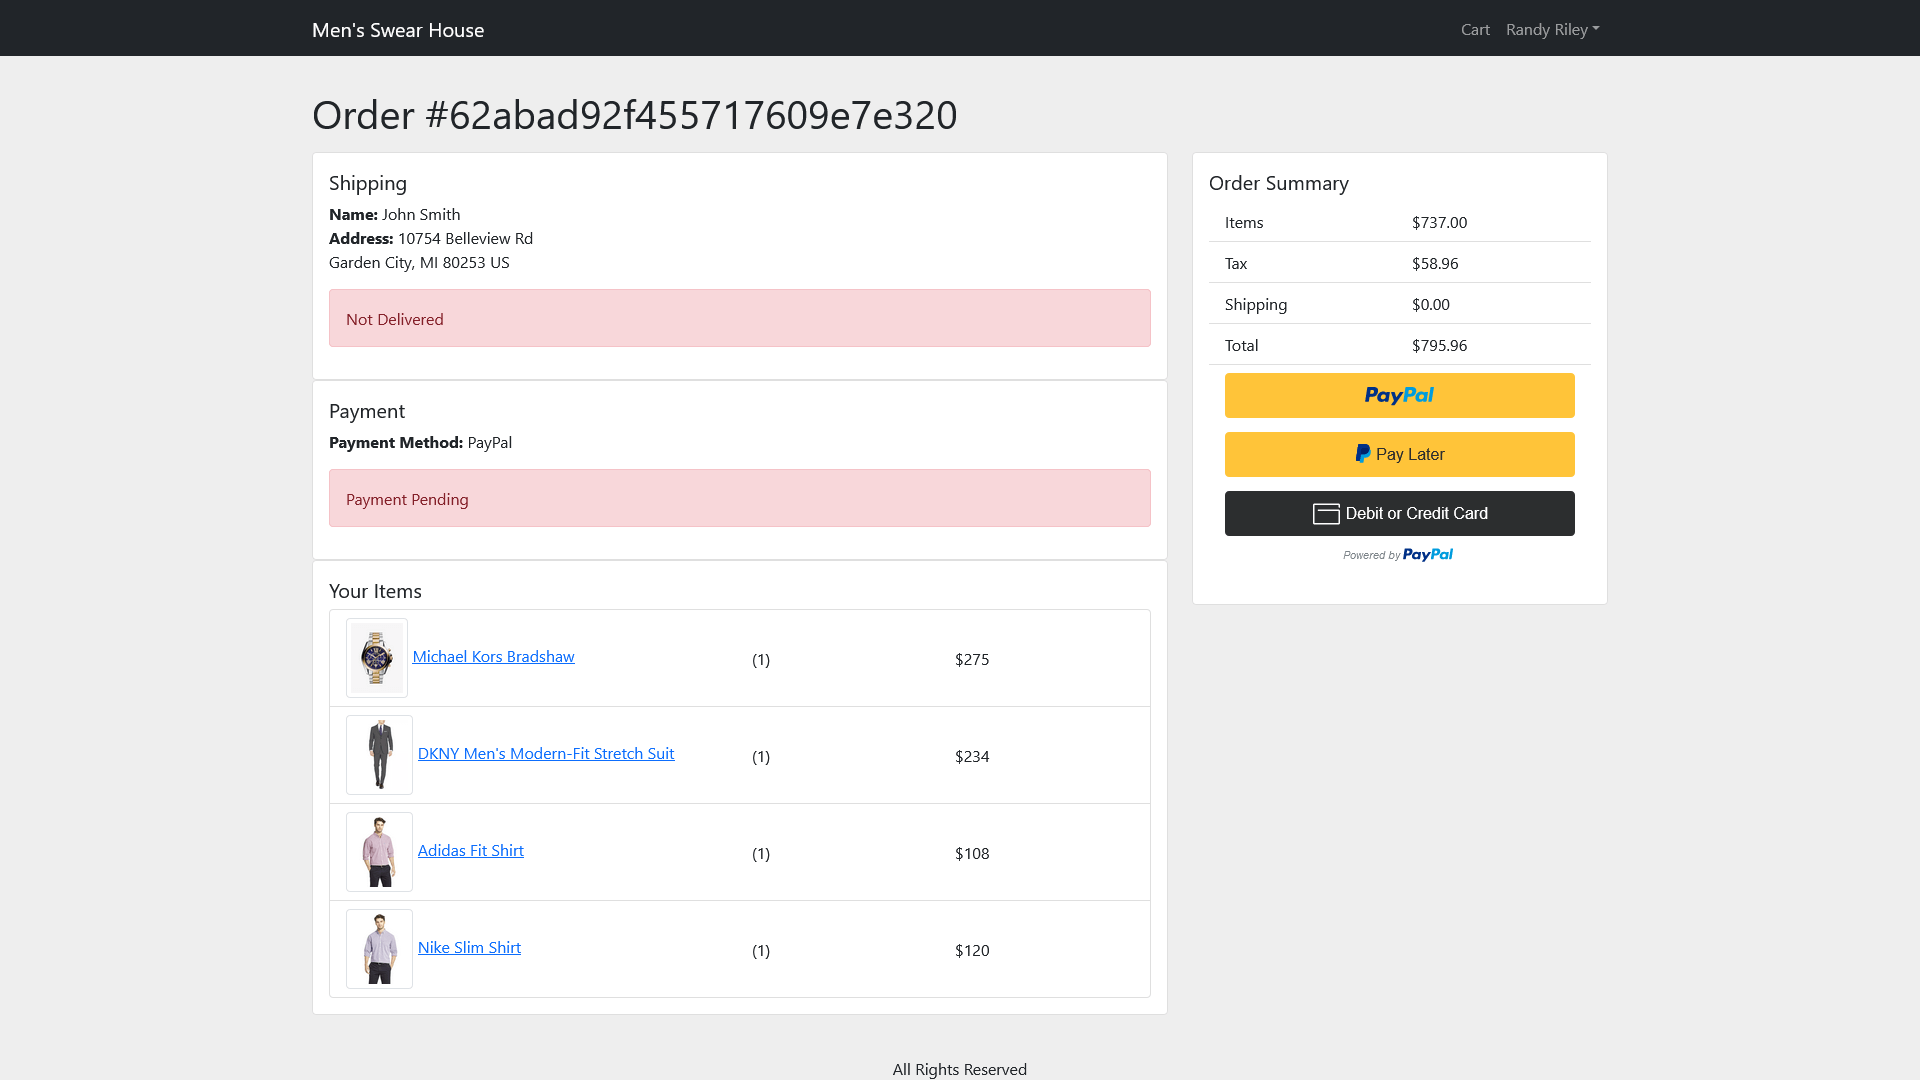 Men's Swear House
Cart
Randy Riley
Order #62abad92f455717609e7e320
Shipping
Name: John Smith
Address: 10754 Belleview Rd
Garden City, MI 80253 US
Not Delivered
Payment
Payment Method: PayPal
Payment Pending
Your Items
Michael Kors Bradshaw (1) $275
DKNY Men's Modern-Fit Stretch Suit (1) $234
Adidas Fit Shirt (1) $108
Nike Slim Shirt (1) $120
Order Summary
Items $737.00
Tax $58.96
Shipping $0.00
Total $795.96
PayPal
Pay Later
Debit or Credit Card
Powered by PayPal
All Rights Reserved